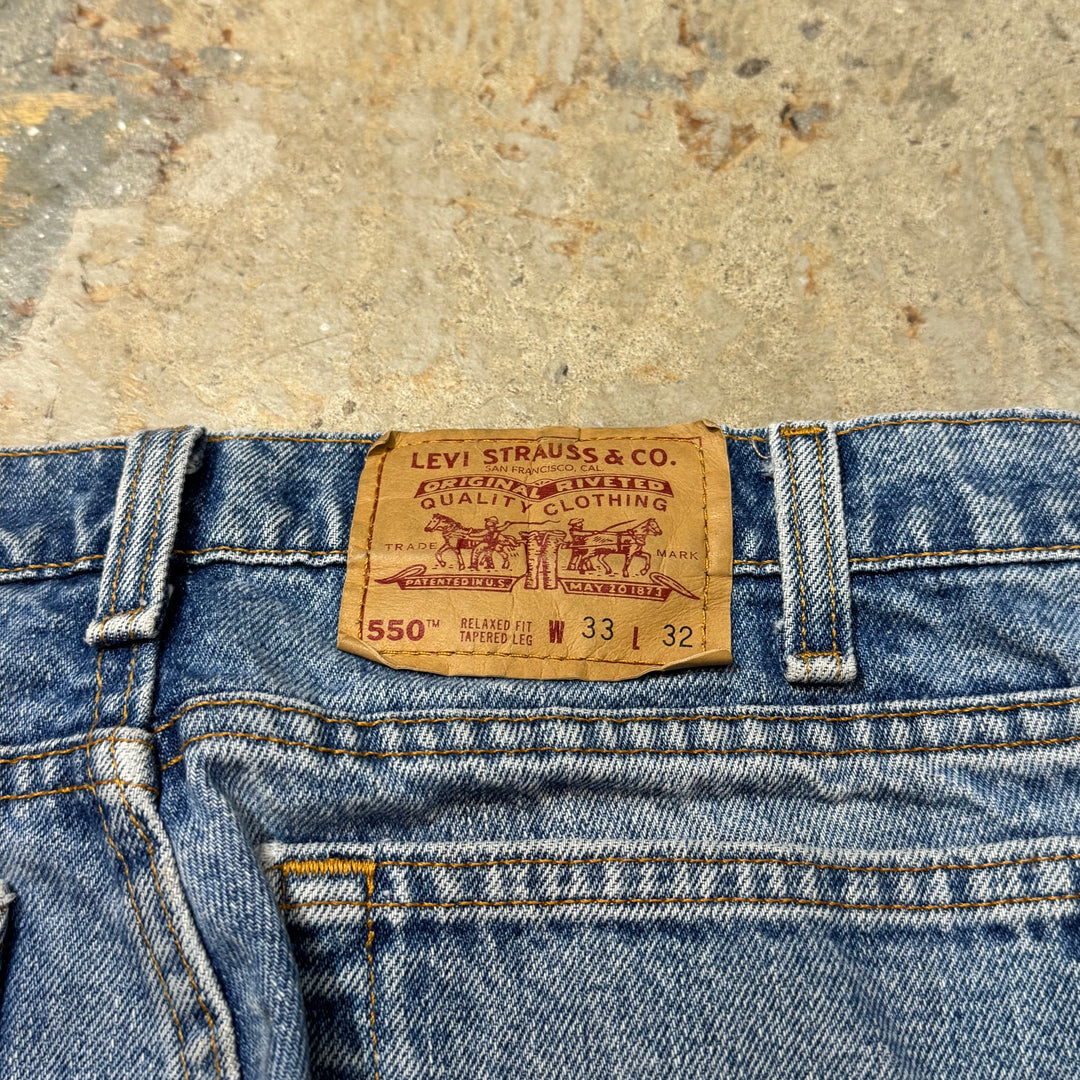 LEVI STRAUSS & CO.
SAN FRANCISCO, CAL.
ORIGINAL RIVETED
QUALITY CLOTHING
TRADE MARK
PATENTED IN U.S. MAY 20 1873
550™ RELAXED FIT
TAPERED LEG W 33 L 32